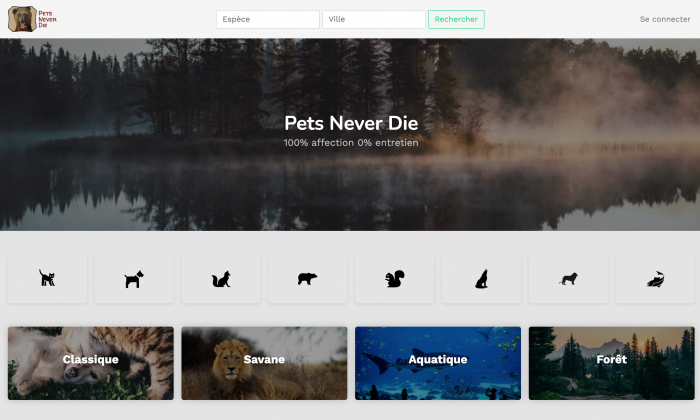 Pets
Never
Die
Espèce
Ville
Rechercher
Se connecter
Pets Never Die
100% affection 0% entretien
Classique
Savane
Aquatique
Forêt